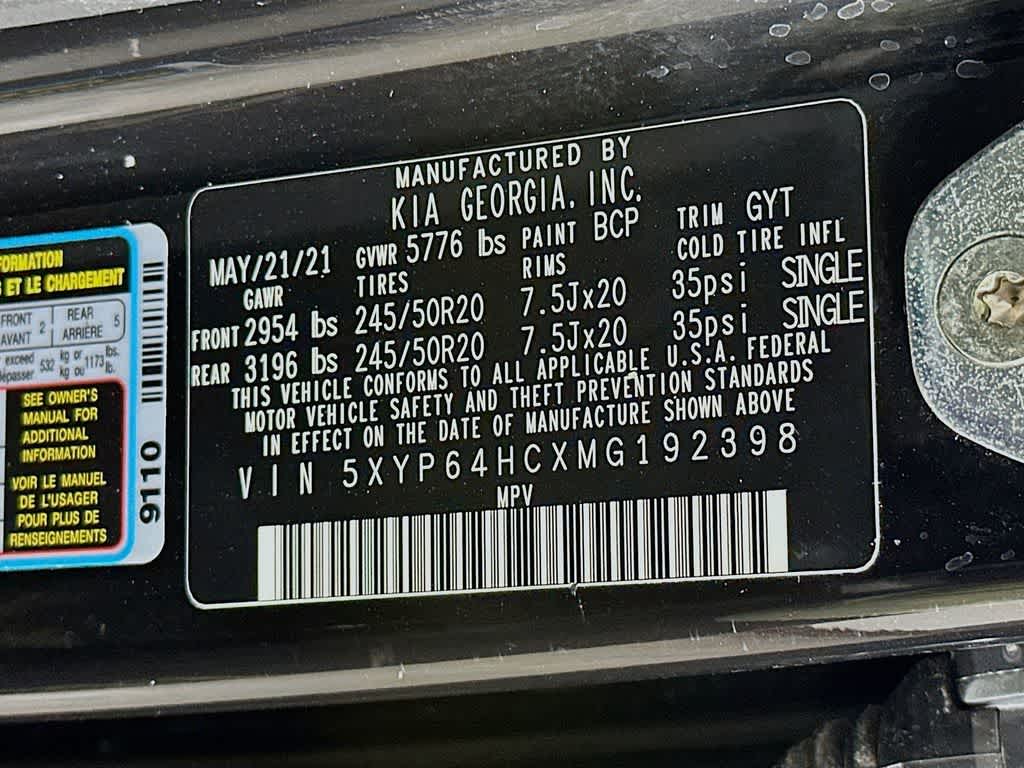 MANUFACTURED BY
KIA GEORGIA, INC.
MAY/21/21 GVWR 5776 lbs PAINT BCP TRIM GYT
GAWR TIRES RIMS COLD TIRE INFL
FRONT 2954 lbs 245/50R20 7.5Jx20 35psi SINGLE
REAR 3196 lbs 245/50R20 7.5Jx20 35psi SINGLE
THIS VEHICLE CONFORMS TO ALL APPLICABLE U.S.A. FEDERAL
MOTOR VEHICLE SAFETY AND THEFT PREVENTION STANDARDS
IN EFFECT ON THE DATE OF MANUFACTURE SHOWN ABOVE
VIN 5XYP64HCXMG192398
MPV
ET LE CHARGEMENT
FRONT 2 REAR 5
AVANT ARRIÈRE
exceed 532 kg or 1173 lbs.
kg ou lb.
SEE OWNER'S
MANUAL FOR
ADDITIONAL
INFORMATION
VOIR LE MANUEL
DE L'USAGER
POUR PLUS DE
RENSEIGNEMENTS
9110